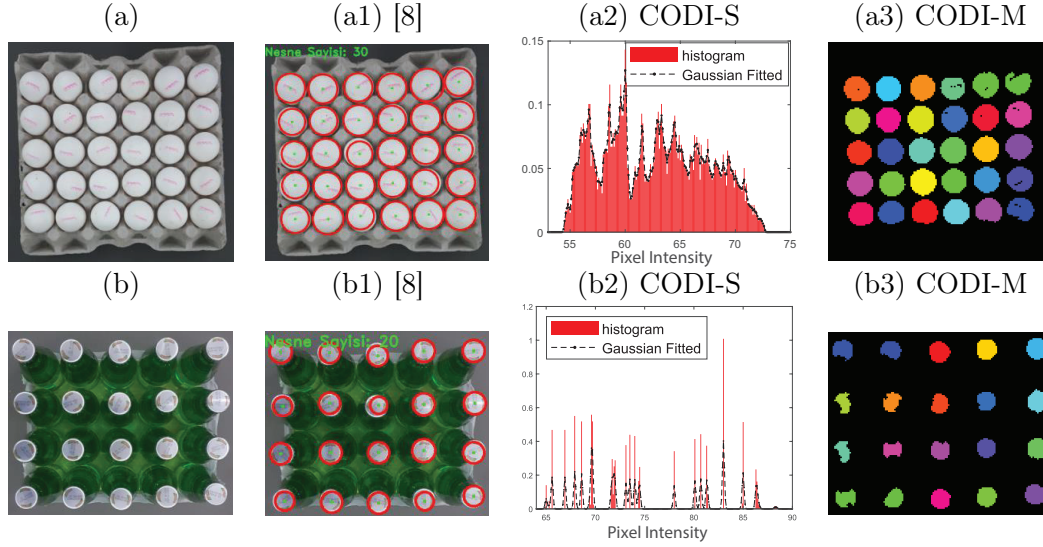 (a)
(a1) [8]
(a2) CODI-S
(a3) CODI-M
Nesne Sayisi: 30
histogram
Gaussian Fitted
0.15
0.1
0.05
0
55
60
65
70
75
Pixel Intensity
(b)
(b1) [8]
(b2) CODI-S
(b3) CODI-M
Nesne Sayisi: 20
histogram
Gaussian Fitted
1.2
1
0.8
0.6
0.4
0.2
0
65
70
75
80
85
90
Pixel Intensity